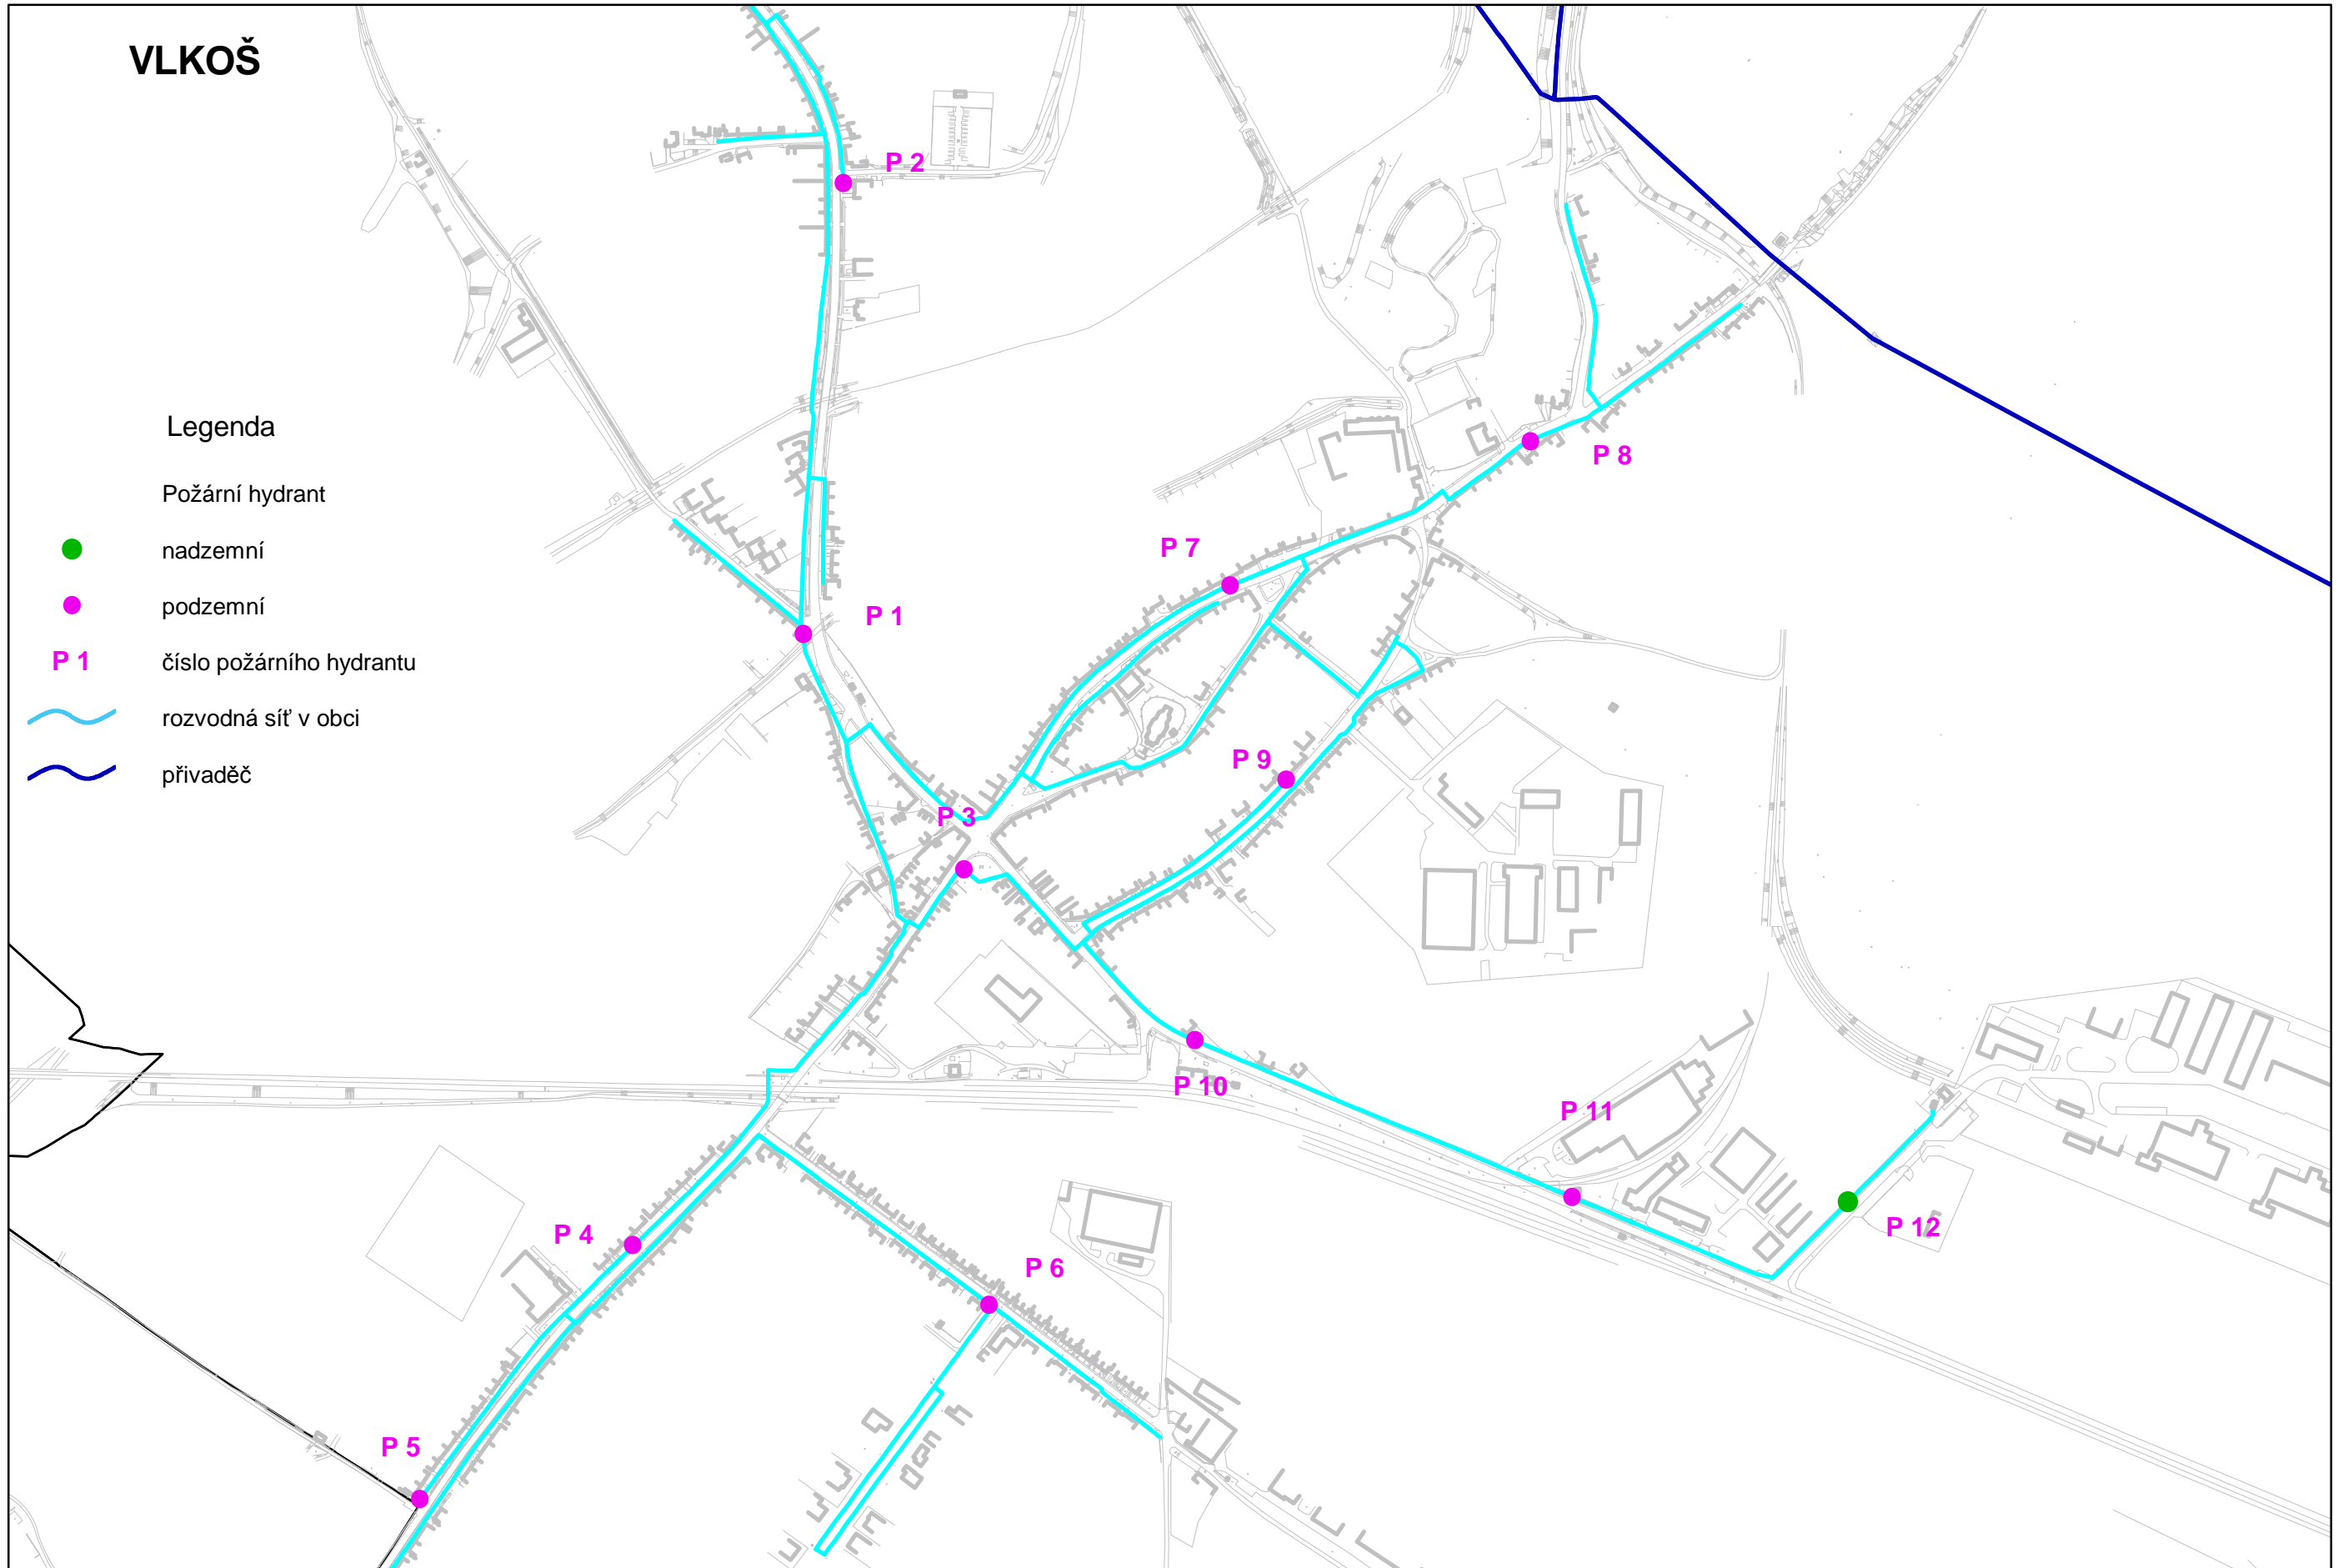 VLKOŠ
P 2
Legenda
Požární hydrant
nadzemní
podzemní
P 1 číslo požárního hydrantu
rozvodná síť v obci
přivaděč
P 8
P 7
P 1
P 9
P 3
P 10
P 11
P 12
P 4
P 6
P 5